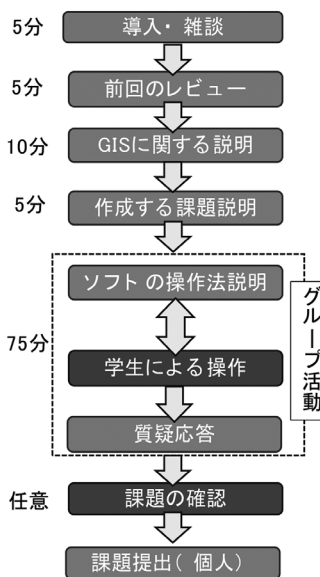 5分
導入・ 雑談
5分
前回のレビュー
10分
GISに関する説明
5分
作成する課題説明
ソフト の操作法説明
75分
学生による操作
質疑応答
グループ活動
任意
課題の確認
課題提出( 個人)